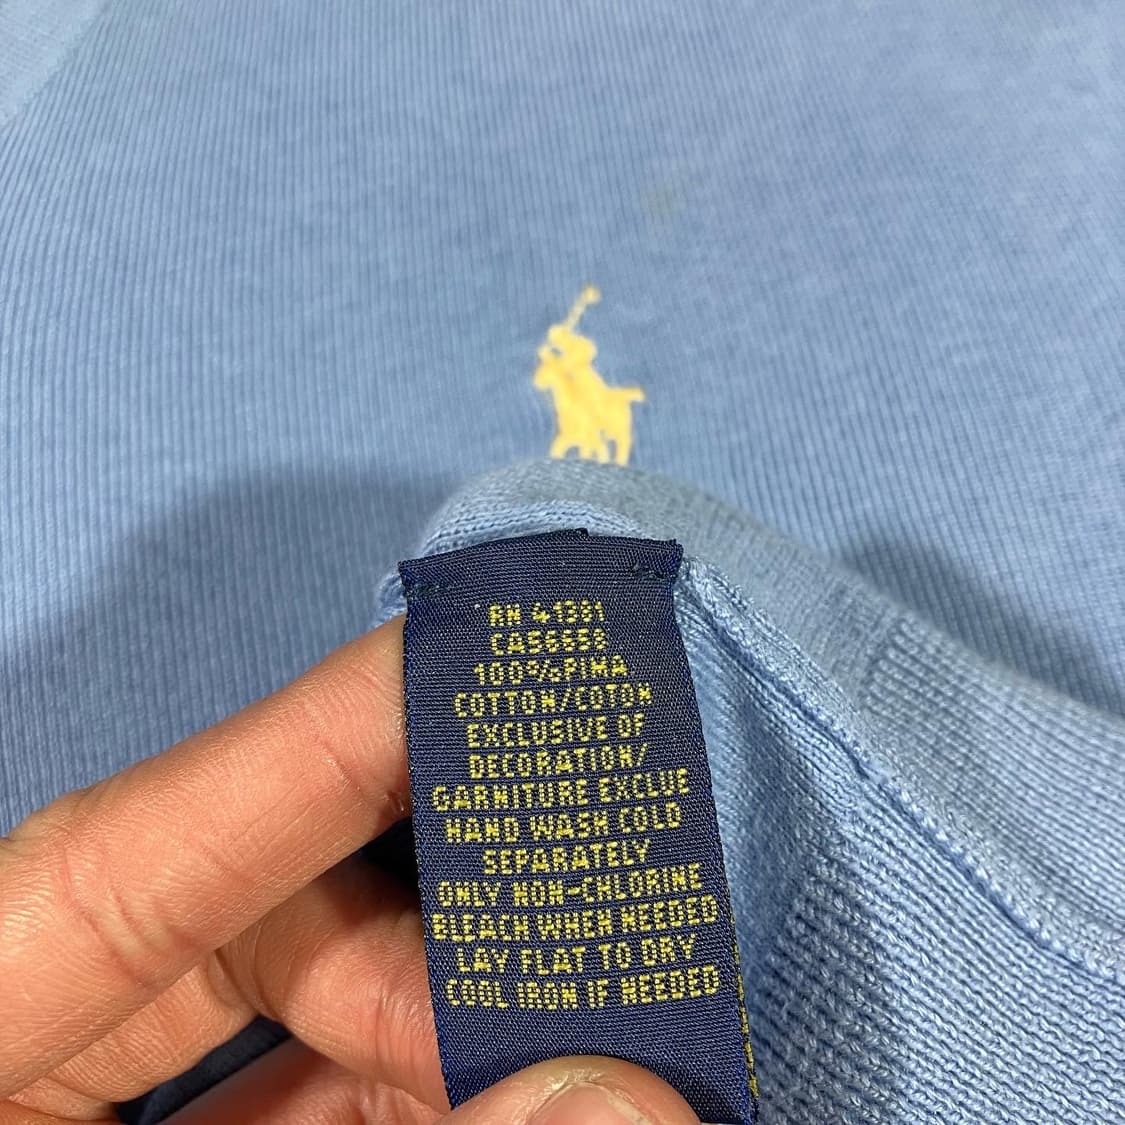 RN 41381
CA56858
100%PIMA
COTTON/COTON
EXCLUSIVE OF
DECORATION/
GARNITURE EXCLUE
HAND WASH COLD
SEPARATELY
ONLY NON-CHLORINE
BLEACH WHEN NEEDED
LAY FLAT TO DRY
COOL IRON IF NEEDED